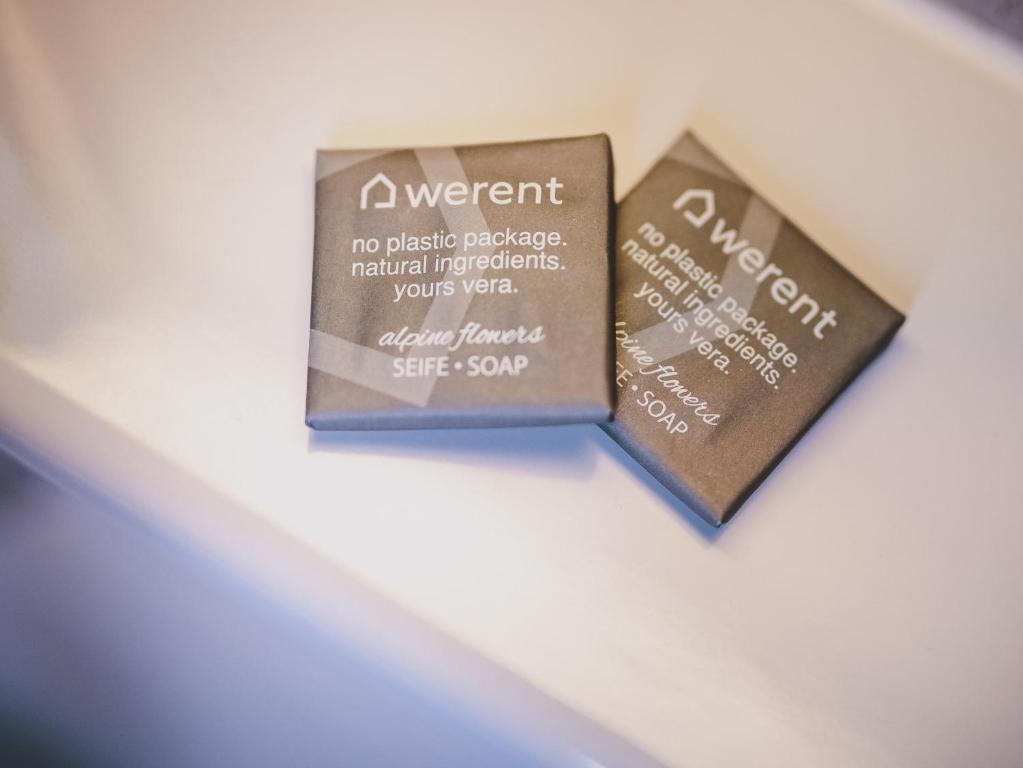 werent
no plastic package.
natural ingredients.
yours vera.
alpine flowers
SEIFE • SOAP
werent
no plastic package.
natural ingredients.
yours vera.
flowers
• SOAP